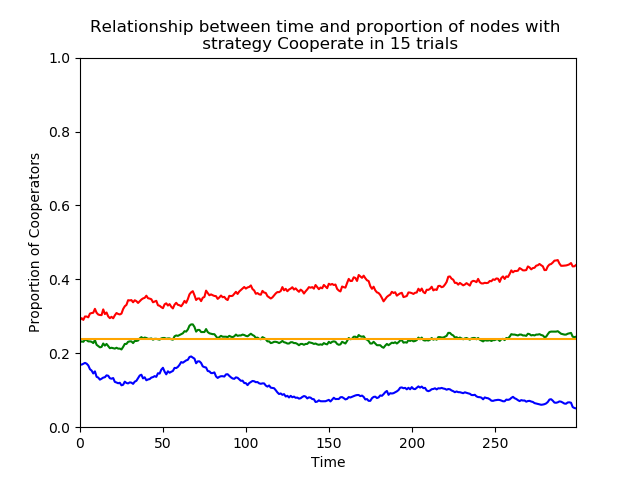 Relationship between time and proportion of nodes with
strategy Cooperate in 15 trials
1.0
0.8
0.6
0.4
0.2
0.0
Proportion of Cooperators
0 50 100 150 200 250
Time